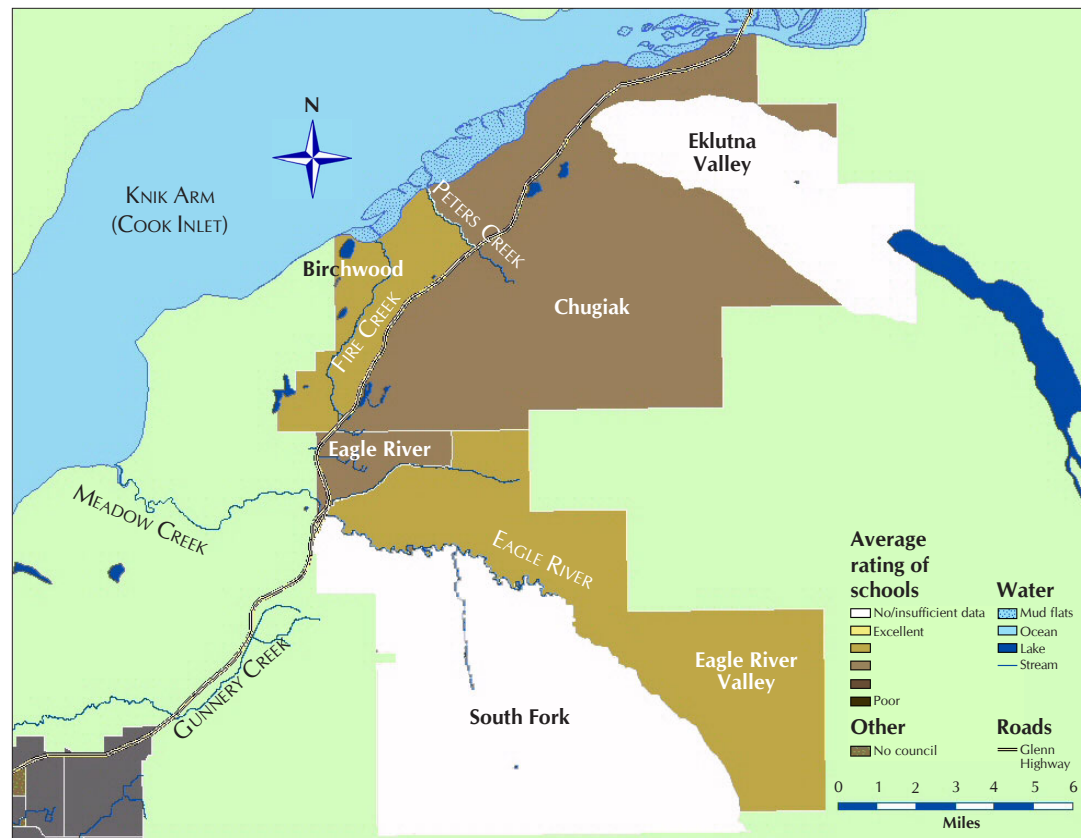 N
Eklutna
Valley
KNIK ARM
(COOK INLET)
PETERS CREEK
Birchwood
Chugiak
FIRE CREEK
Eagle River
MEADOW CREEK
EAGLE RIVER
GUNNERY CREEK
Eagle River
Valley
South Fork
Average
rating of
schools
No/insufficient data
Excellent
Poor
Other
No council
Water
Mud flats
Ocean
Lake
Stream
Roads
Glenn
Highway
0 1 2 3 4 5 6
Miles